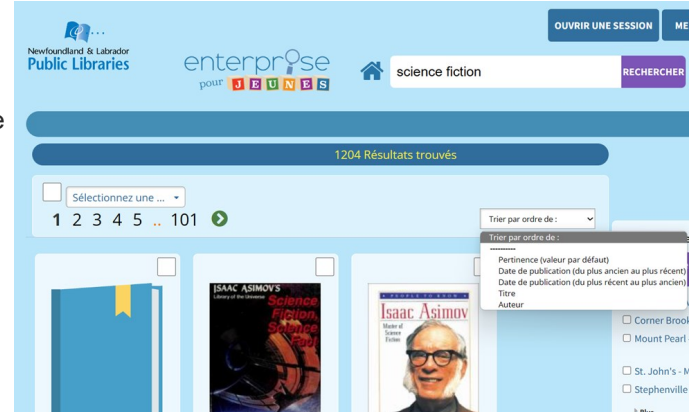 OUVRIR UNE SESSION
Newfoundland & Labrador
Public Libraries
enterprise
pour JEUNES
science fiction
RECHERCHER
1204 Résultats trouvés
Sélectionnez une ...
1 2 3 4 5 .. 101
Trier par ordre de :
Trier par ordre de :
----------
Pertinence (valeur par défaut)
Date de publication (du plus ancien au plus récent)
Date de publication (du plus récent au plus ancien)
Titre
Auteur
ISAAC ASIMOV'S
Library of the Universe
Science
Fiction,
Science
Fact
A PEOPLE TO KNOW
Isaac Asimov
Master of
Science
Fiction
Corner Brook
Mount Pearl
St. John's - M
Stephenville